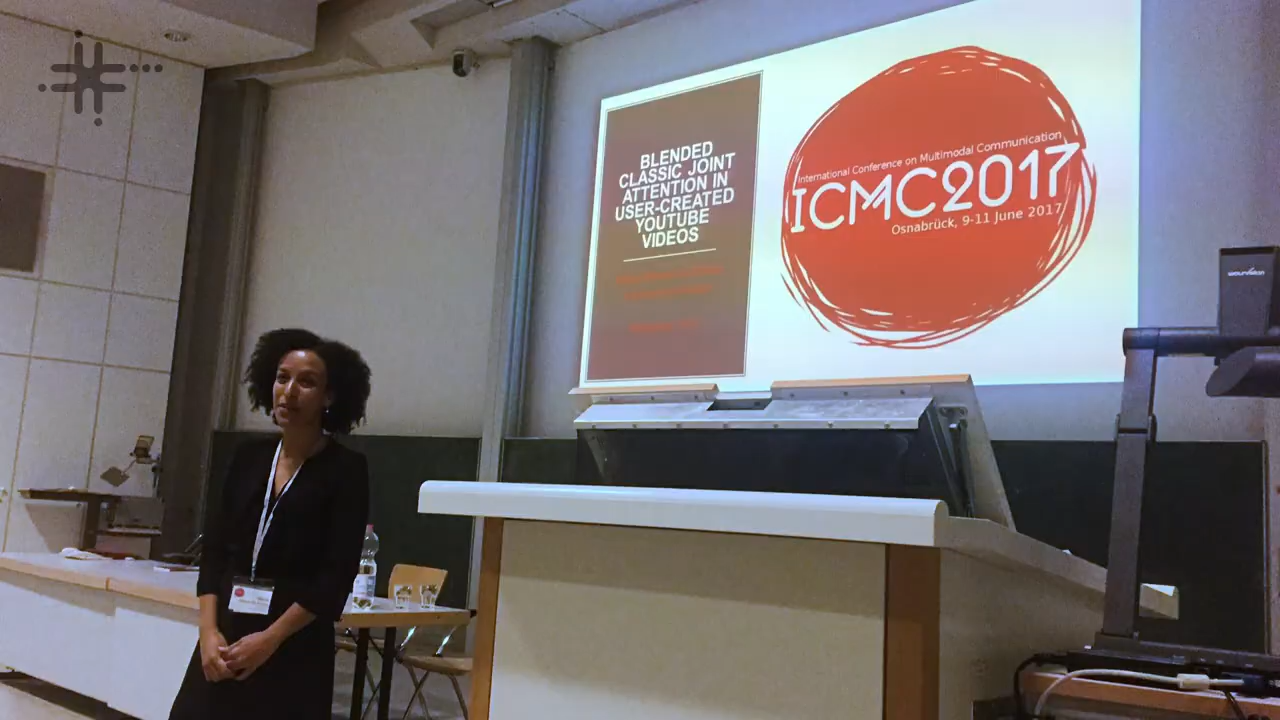 BLENDED
CLASSIC JOINT
ATTENTION IN
USER-CREATED
YOUTUBE
VIDEOS
International Conference on Multimodal Communication
ICMC2017
Osnabrück, 9-11 June 2017
wolfvision